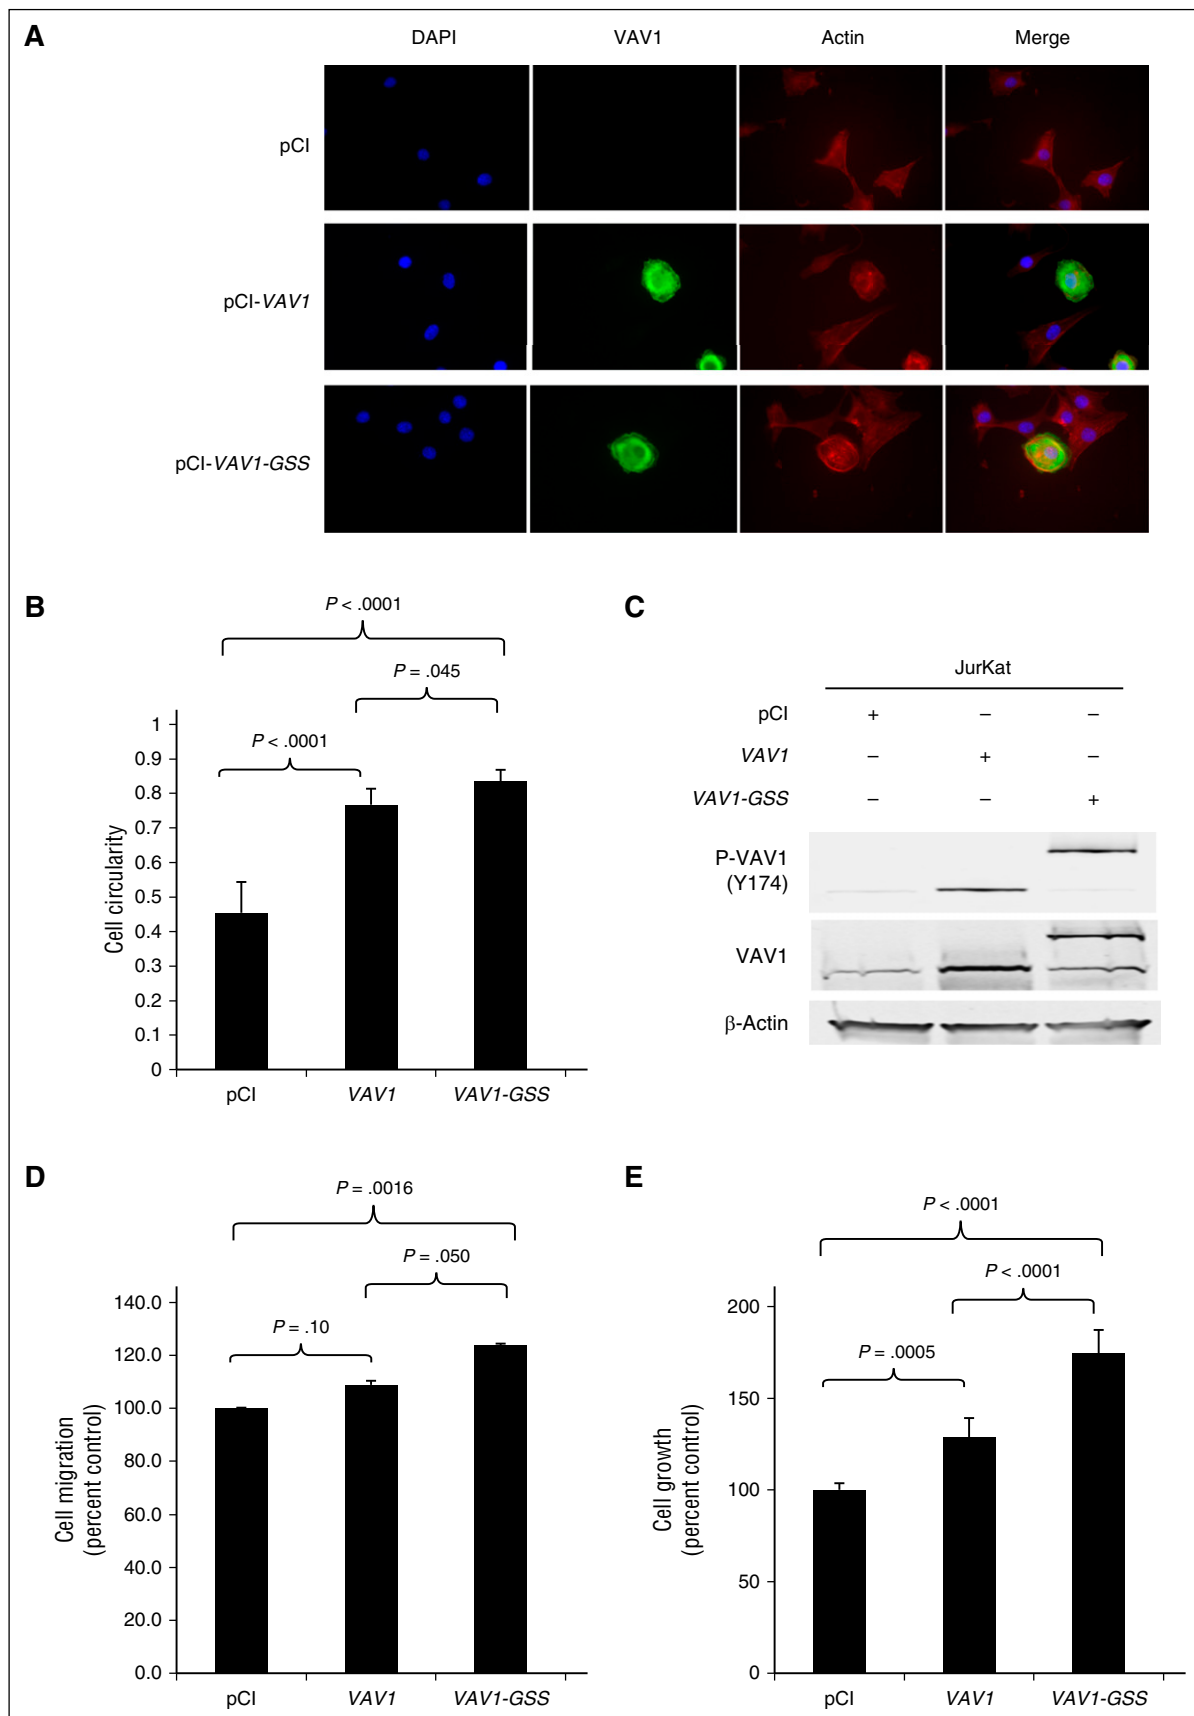 A
DAPI VAV1 Actin Merge
pCI
pCI-VAV1
pCI-VAV1-GSS
B
P < .0001
P = .045
P < .0001
1
0.9
0.8
0.7
0.6
0.5
0.4
0.3
0.2
0.1
0
Cell circularity
pCI VAV1 VAV1-GSS
C
JurKat
pCI + – –
VAV1 – + –
VAV1-GSS – – +
P-VAV1
(Y174)
VAV1
β-Actin
D
P = .0016
P = .050
P = .10
140.0
120.0
100.0
80.0
60.0
40.0
20.0
0.0
Cell migration
(percent control)
pCI VAV1 VAV1-GSS
E
P < .0001
P < .0001
P = .0005
200
150
100
50
0
Cell growth
(percent control)
pCI VAV1 VAV1-GSS